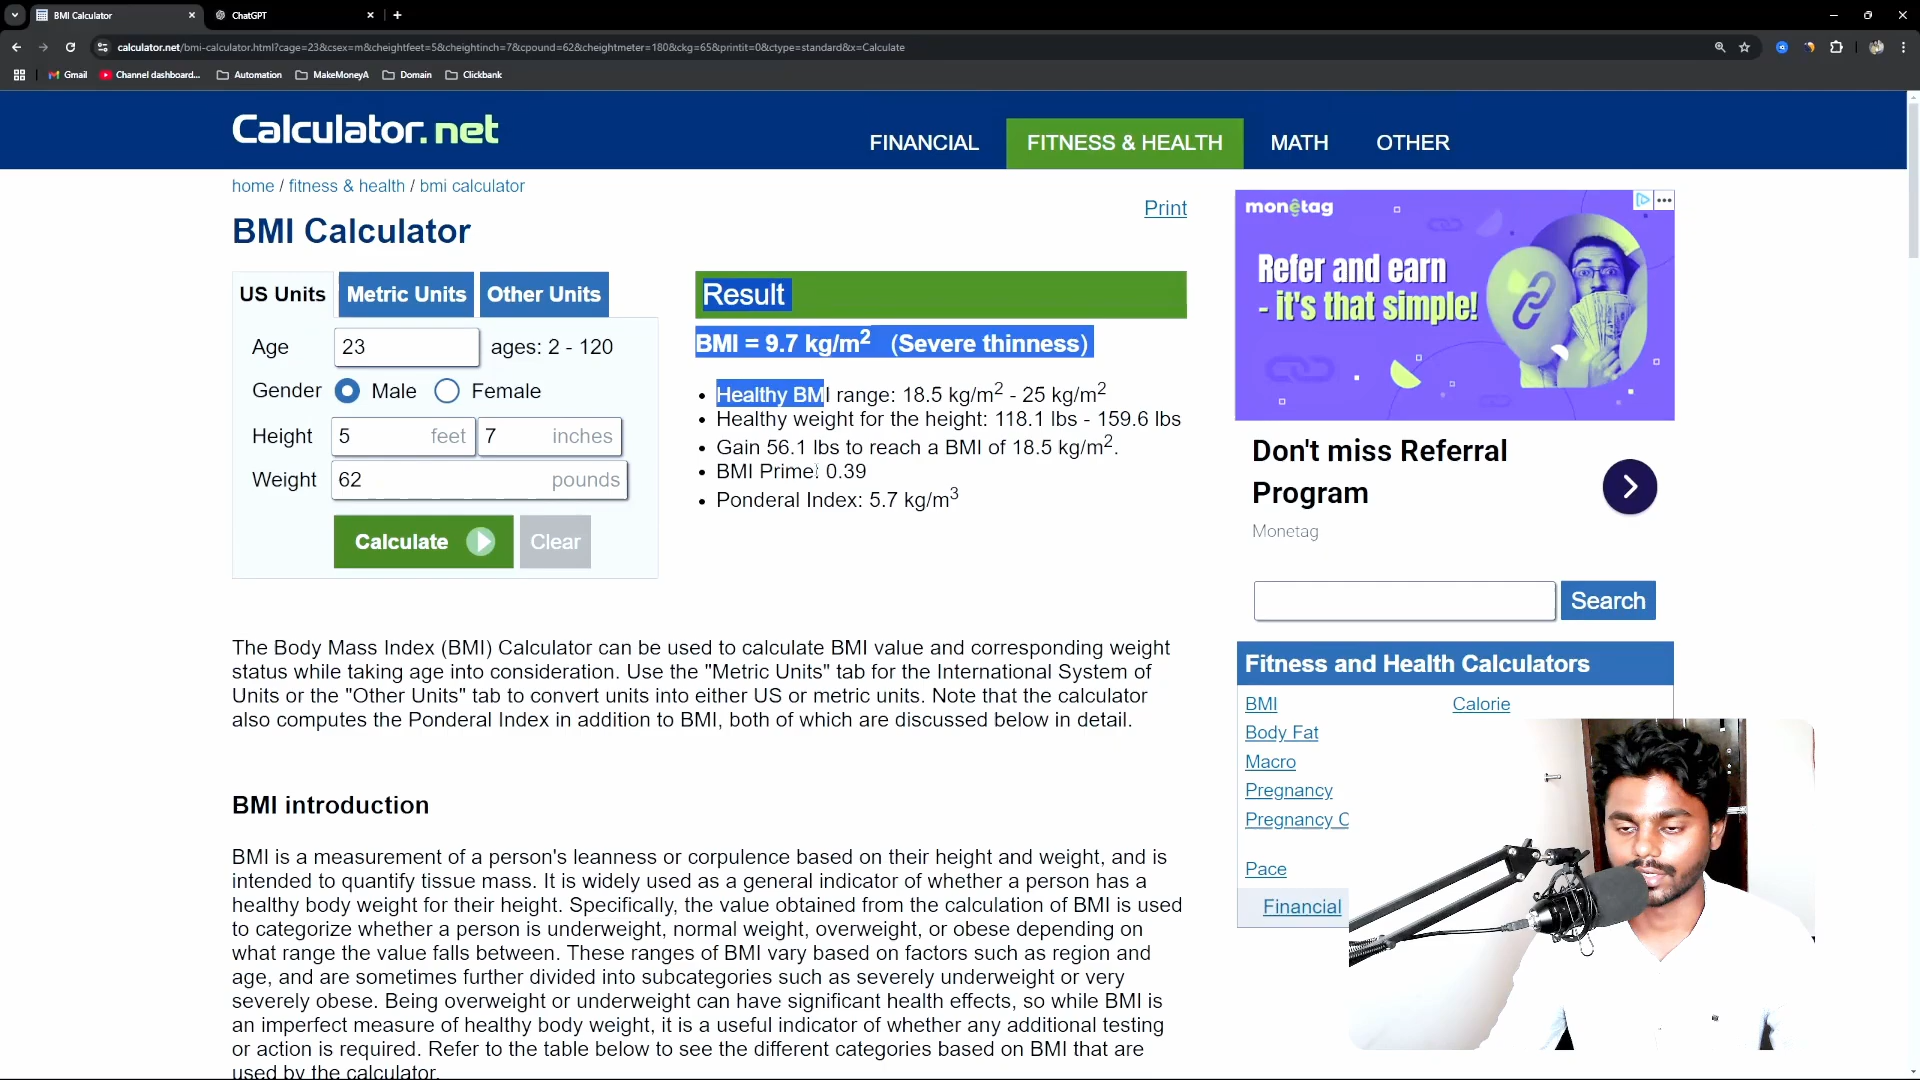 BMI Calculator
ChatGPT
calculator.net/bmi-calculator.html?cage=23&csex=m&cheightfeet=5&cheightinch=7&cpound=62&cheightmeter=180&ckg=65&printit=0&ctype=standard&x=Calculate
Gmail
Channel dashboard...
Automation
MakeMoneyA
Domain
Clickbank
Calculator.net
FINANCIAL
FITNESS & HEALTH
MATH
OTHER
home / fitness & health / bmi calculator
Print
BMI Calculator
US Units
Metric Units
Other Units
Age 23 ages: 2 - 120
Gender Male Female
Height 5 feet 7 inches
Weight 62 pounds
Calculate
Clear
Result
BMI = 9.7 kg/m² (Severe thinness)
• Healthy BMI range: 18.5 kg/m² - 25 kg/m²
• Healthy weight for the height: 118.1 lbs - 159.6 lbs
• Gain 56.1 lbs to reach a BMI of 18.5 kg/m².
• BMI Prime: 0.39
• Ponderal Index: 5.7 kg/m³
monetag
Refer and earn
- it's that simple!
Don't miss Referral
Program
Monetag
Search
Fitness and Health Calculators
BMI
Calorie
Body Fat
Macro
Pregnancy
Pregnancy C
Pace
Financial
The Body Mass Index (BMI) Calculator can be used to calculate BMI value and corresponding weight
status while taking age into consideration. Use the "Metric Units" tab for the International System of
Units or the "Other Units" tab to convert units into either US or metric units. Note that the calculator
also computes the Ponderal Index in addition to BMI, both of which are discussed below in detail.
BMI introduction
BMI is a measurement of a person's leanness or corpulence based on their height and weight, and is
intended to quantify tissue mass. It is widely used as a general indicator of whether a person has a
healthy body weight for their height. Specifically, the value obtained from the calculation of BMI is used
to categorize whether a person is underweight, normal weight, overweight, or obese depending on
what range the value falls between. These ranges of BMI vary based on factors such as region and
age, and are sometimes further divided into subcategories such as severely underweight or very
severely obese. Being overweight or underweight can have significant health effects, so while BMI is
an imperfect measure of healthy body weight, it is a useful indicator of whether any additional testing
or action is required. Refer to the table below to see the different categories based on BMI that are
used by the calculator.